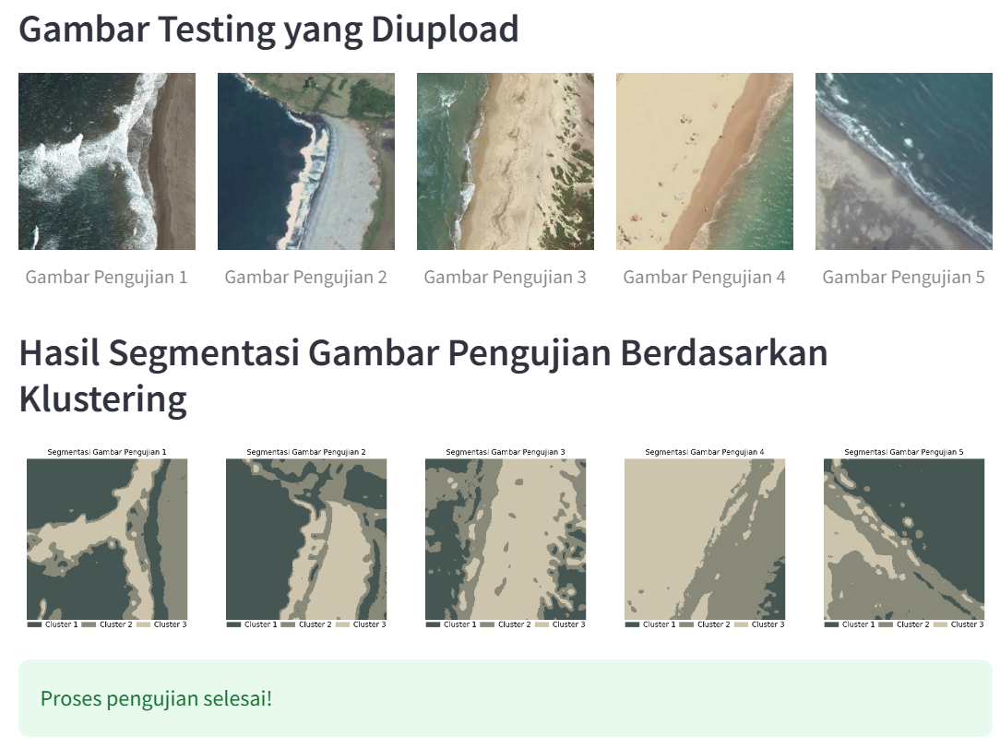 Gambar Testing yang Diupload
Gambar Pengujian 1
Gambar Pengujian 2
Gambar Pengujian 3
Gambar Pengujian 4
Gambar Pengujian 5
Hasil Segmentasi Gambar Pengujian Berdasarkan
Klustering
Segmentasi Gambar Pengujian 1
Segmentasi Gambar Pengujian 2
Segmentasi Gambar Pengujian 3
Segmentasi Gambar Pengujian 4
Segmentasi Gambar Pengujian 5
Cluster 1 Cluster 2 Cluster 3
Cluster 1 Cluster 2 Cluster 3
Cluster 1 Cluster 2 Cluster 3
Cluster 1 Cluster 2 Cluster 3
Cluster 1 Cluster 2 Cluster 3
Proses pengujian selesai!